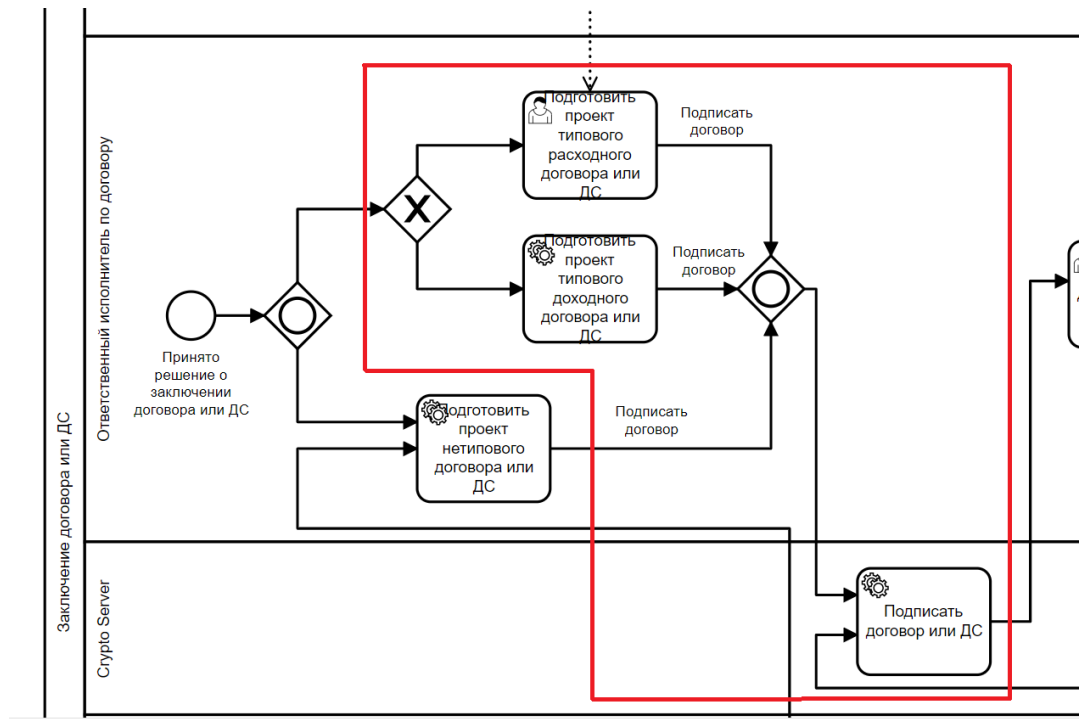 Заключение договора или ДС
Ответственный исполнитель по договору
Принято
решение о
заключении
договора или ДС
Подготовить
проект
типового
расходного
договора или
ДС
Подписать
договор
Подготовить
проект
типового
доходного
договора или
ДС
Подписать
договор
Подготовить
проект
нетипового
договора или
ДС
Подписать
договор
Crypto Server
Подписать
договор или ДС